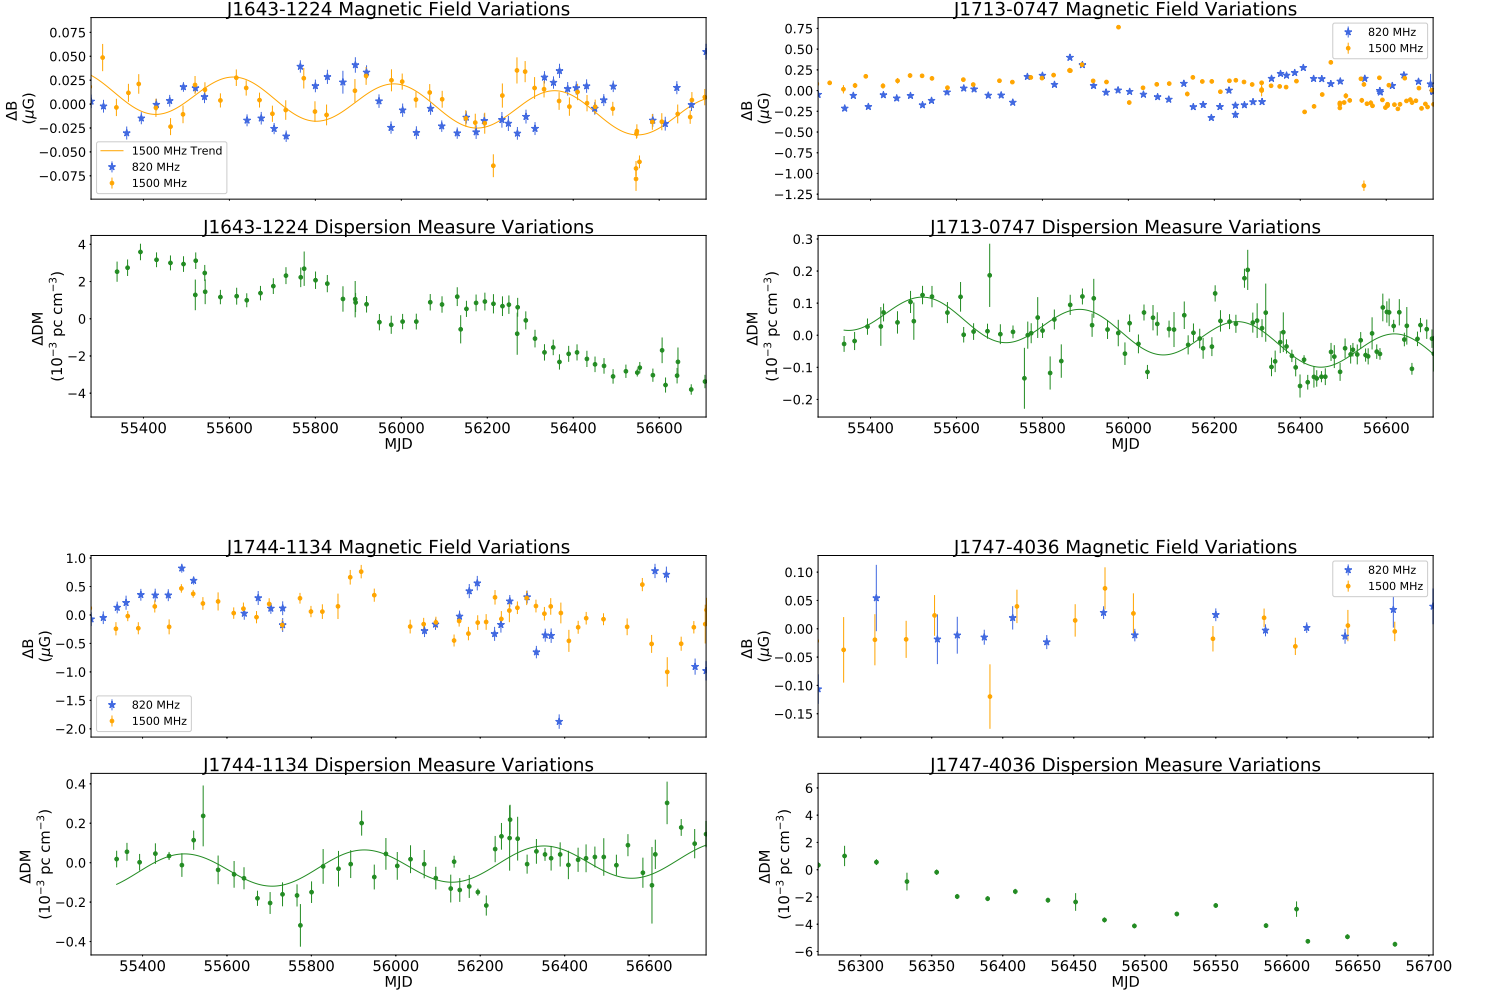 J1643-1224 Magnetic Field Variations
ΔB
(μG)
0.075
0.050
0.025
0.000
−0.025
−0.050
−0.075
1500 MHz Trend
820 MHz
1500 MHz
J1643-1224 Dispersion Measure Variations
ΔDM
(10⁻³ pc cm⁻³)
4
2
0
−2
−4
55400 55600 55800 56000 56200 56400 56600
MJD
J1713-0747 Magnetic Field Variations
ΔB
(μG)
0.75
0.50
0.25
0.00
−0.25
−0.50
−0.75
−1.00
−1.25
820 MHz
1500 MHz
J1713-0747 Dispersion Measure Variations
ΔDM
(10⁻³ pc cm⁻³)
0.3
0.2
0.1
0.0
−0.1
−0.2
55400 55600 55800 56000 56200 56400 56600
MJD
J1744-1134 Magnetic Field Variations
ΔB
(μG)
1.0
0.5
0.0
−0.5
−1.0
−1.5
−2.0
820 MHz
1500 MHz
J1744-1134 Dispersion Measure Variations
ΔDM
(10⁻³ pc cm⁻³)
0.4
0.2
0.0
−0.2
−0.4
55400 55600 55800 56000 56200 56400 56600
MJD
J1747-4036 Magnetic Field Variations
ΔB
(μG)
0.10
0.05
0.00
−0.05
−0.10
−0.15
820 MHz
1500 MHz
J1747-4036 Dispersion Measure Variations
ΔDM
(10⁻³ pc cm⁻³)
6
4
2
0
−2
−4
−6
56300 56350 56400 56450 56500 56550 56600 56650 56700
MJD